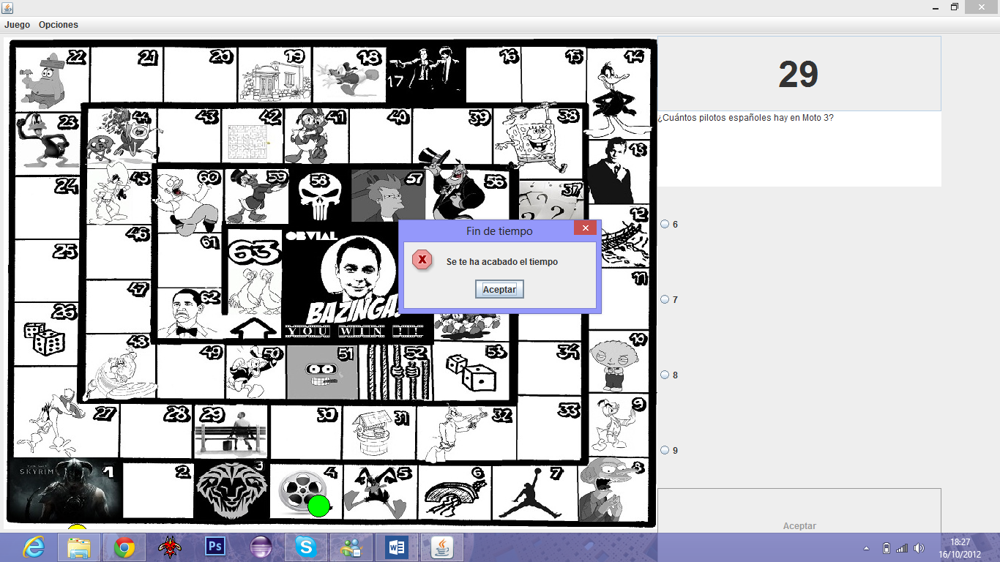 Juego Opciones
22 21 20 19 18 17 16 15 14
23 44 43 42 41 40 39 38
13
24 45 60 59 58 57 56 37
12
25 46 61 63
OBVIAL
11
26 47 62
BAZINGA
YOU WIN !!
48 49 50 51 52 53 34 10
27 28 29 30 31 32 33 9
SKYRIM
1 2 3 4 5 6 7 8
Fin de tiempo
Se te ha acabado el tiempo
Aceptar
29
¿Cuántos pilotos españoles hay en Moto 3?
6
7
8
9
Aceptar
Ps
18:27
16/10/2012